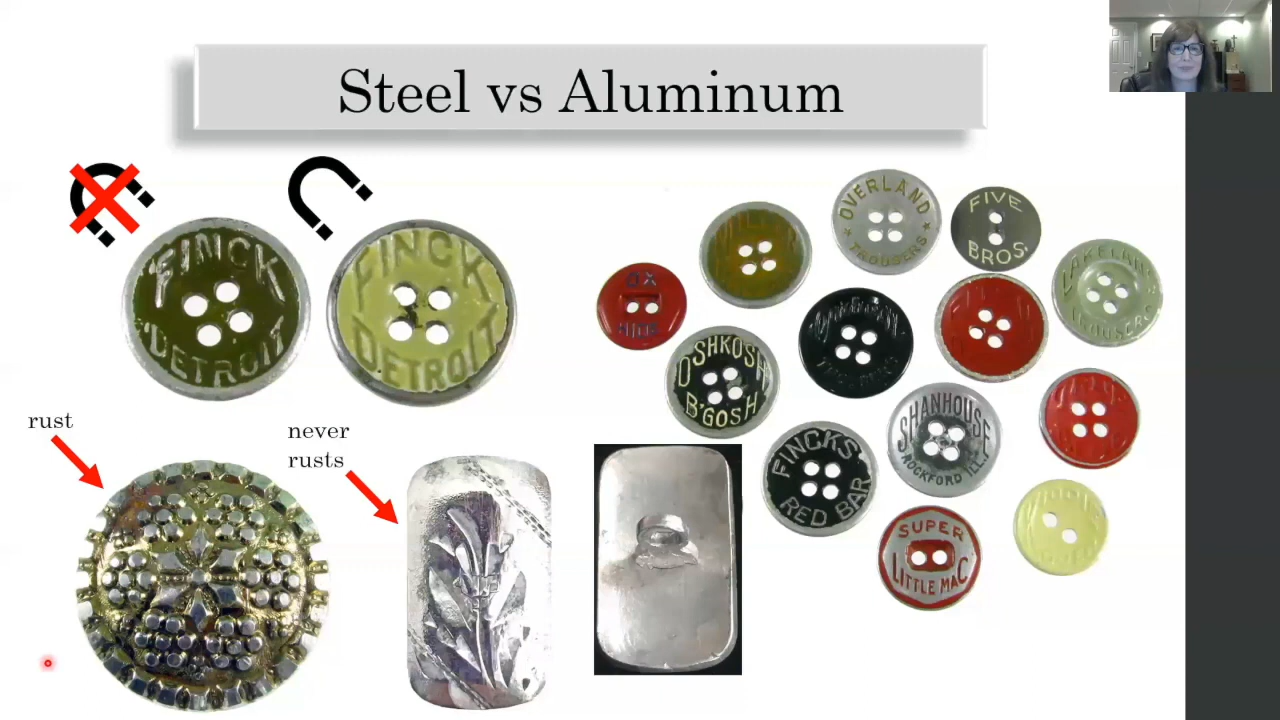 Steel vs Aluminum
FINCK
DETROIT
FINCK
DETROIT
rust
never
rusts
OVERLAND
TROUSERS
FIVE
BROS.
OX
HIDE
OSHKOSH
B'GOSH
SHANHOUSE
ROCKFORD ILL.
FINCKS
RED BAR
SUPER
LITTLE MAC